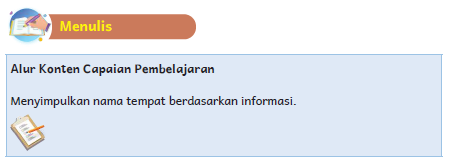 Menulis
Alur Konten Capaian Pembelajaran
Menyimpulkan nama tempat berdasarkan informasi.